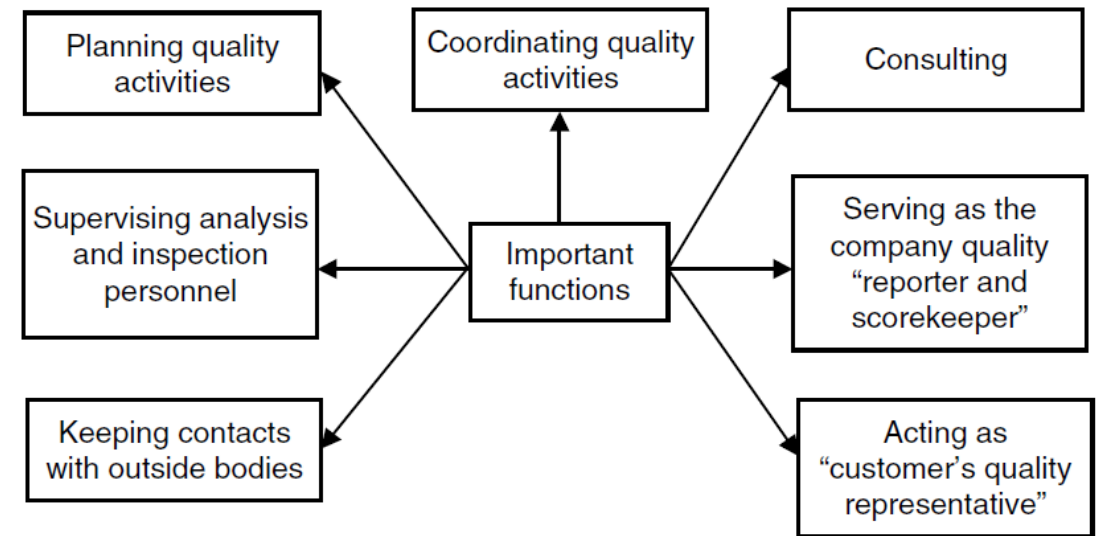 Planning quality
activities
Coordinating quality
activities
Consulting
Supervising analysis
and inspection
personnel
Important
functions
Serving as the
company quality
“reporter and
scorekeeper”
Keeping contacts
with outside bodies
Acting as
“customer’s quality
representative”